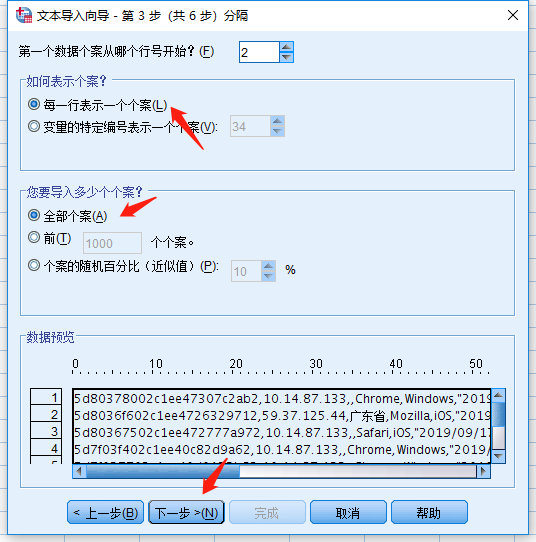 文本导入向导 - 第 3 步 (共 6 步) 分隔
第一个数据个案从哪个行号开始? (F) 2
如何表示个案?
每一行表示一个个案(L)
变量的特定编号表示一个个案(V): 34
您要导入多少个个案?
全部个案(A)
前(T) 1000 个个案。
个案的随机百分比 (近似值) (P): 10 %
数据预览
0 10 20 30 40 50
1 5d80378002c1ee47307c2ab2,10.14.87.133,,Chrome,Windows,"2019
2 5d8036f602c1ee4726329712,59.37.125.44,广东省,Mozilla,iOS,"2019/
3 5d80367502c1ee472777a972,10.14.87.133,,Safari,iOS,"2019/09/17
4 5d7f03f402c1ee40c82d9a62,10.14.87.133,,Chrome,Windows,"2019/
5
< 上一步(B) 下一步 >(N) 完成 取消 帮助